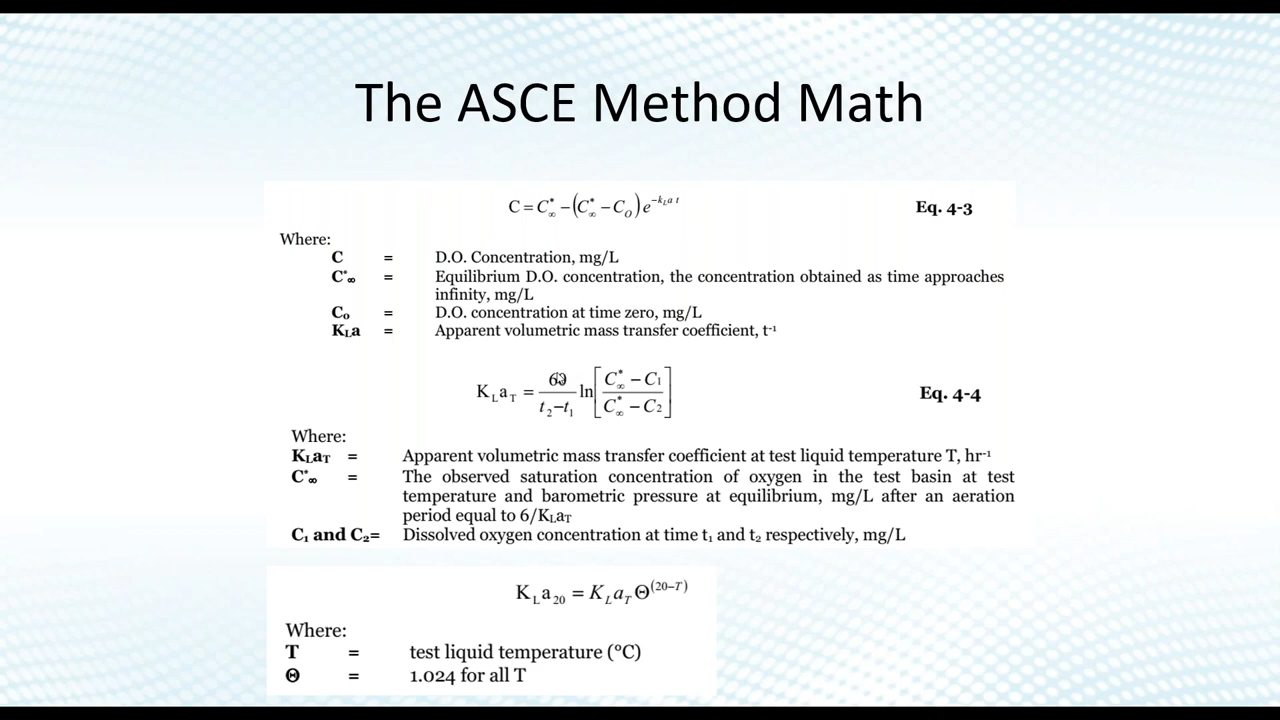 The ASCE Method Math
C = C*∞ − (C*∞ − C_O) e^(−k_L a t) Eq. 4-3
Where:
C = D.O. Concentration, mg/L
C*∞ = Equilibrium D.O. concentration, the concentration obtained as time approaches
infinity, mg/L
C₀ = D.O. concentration at time zero, mg/L
K_La = Apparent volumetric mass transfer coefficient, t⁻¹
K_L a_T = 60 / (t₂ − t₁) ln [ (C*∞ − C₁) / (C*∞ − C₂) ] Eq. 4-4
Where:
K_La_T = Apparent volumetric mass transfer coefficient at test liquid temperature T, hr⁻¹
C*∞ = The observed saturation concentration of oxygen in the test basin at test
temperature and barometric pressure at equilibrium, mg/L after an aeration
period equal to 6/K_La_T
C₁ and C₂= Dissolved oxygen concentration at time t₁ and t₂ respectively, mg/L
K_L a₂₀ = K_L a_T Θ^(20−T)
Where:
T = test liquid temperature (°C)
Θ = 1.024 for all T